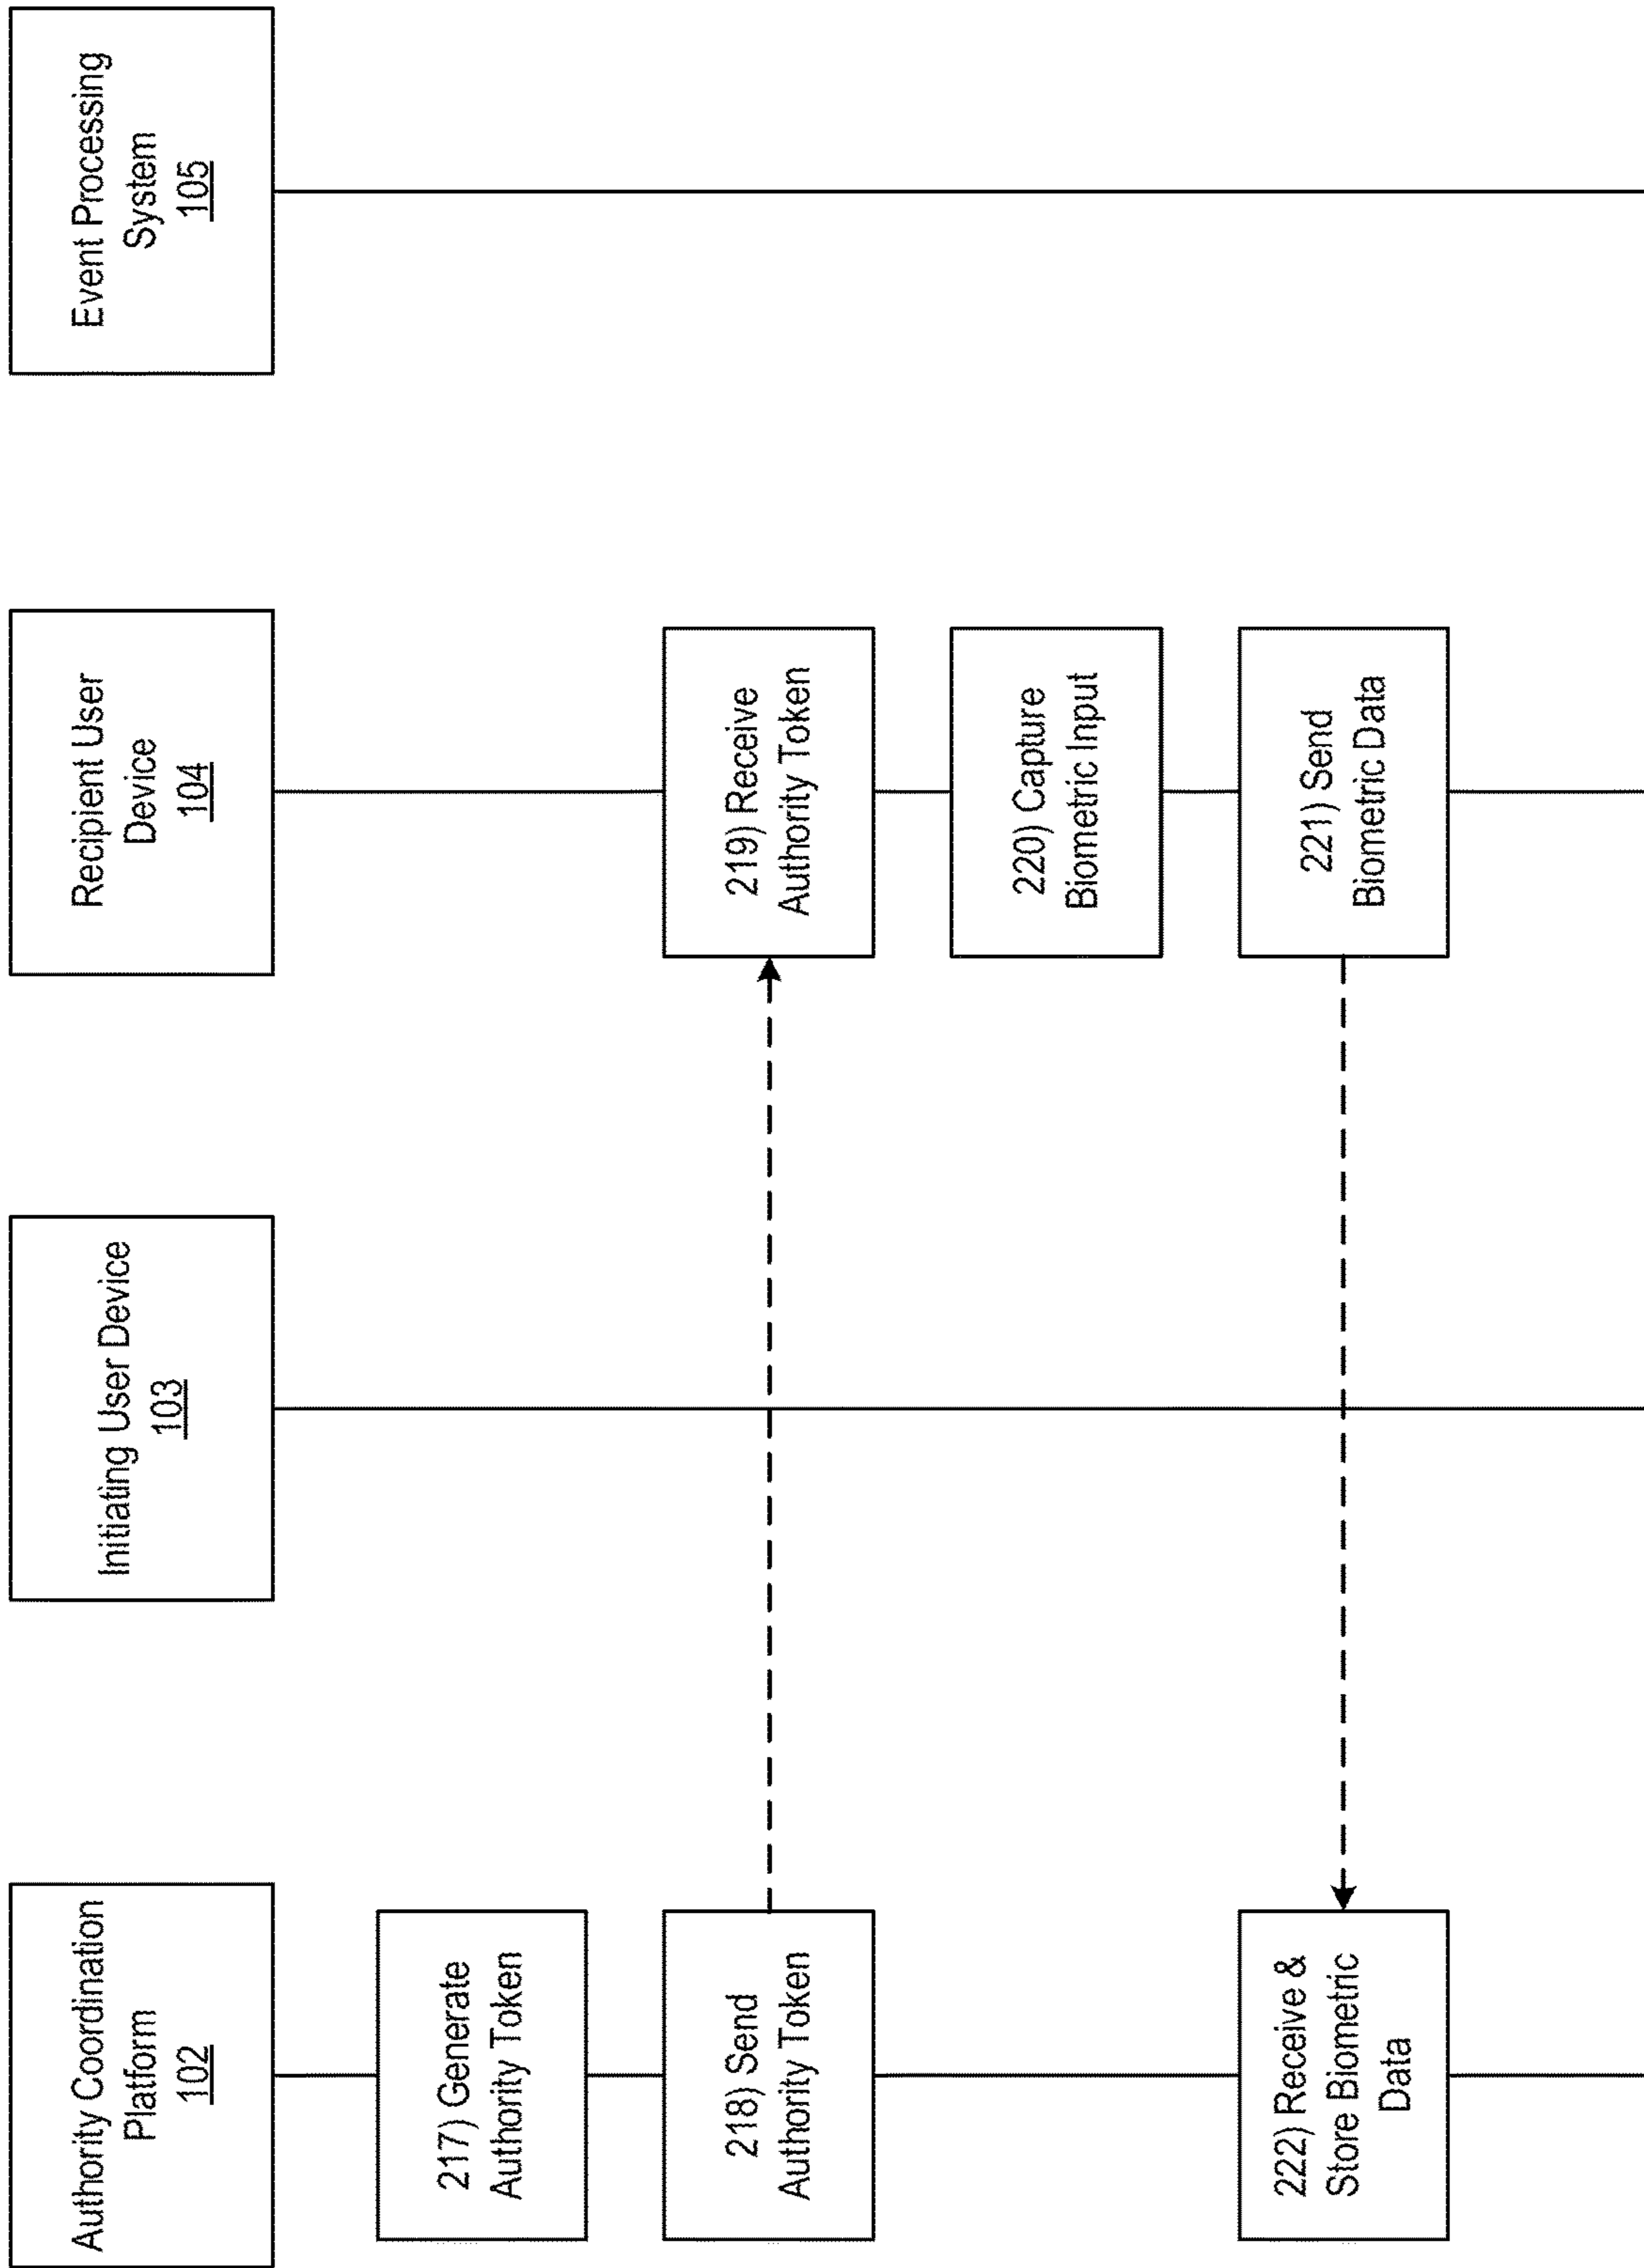 Authority Coordination
Platform
102
Initiating User Device
103
Recipient User
Device
104
Event Processing
System
105
217) Generate
Authority Token
218) Send
Authority Token
219) Receive
Authority Token
220) Capture
Biometric Input
221) Send
Biometric Data
222) Receive &
Store Biometric
Data